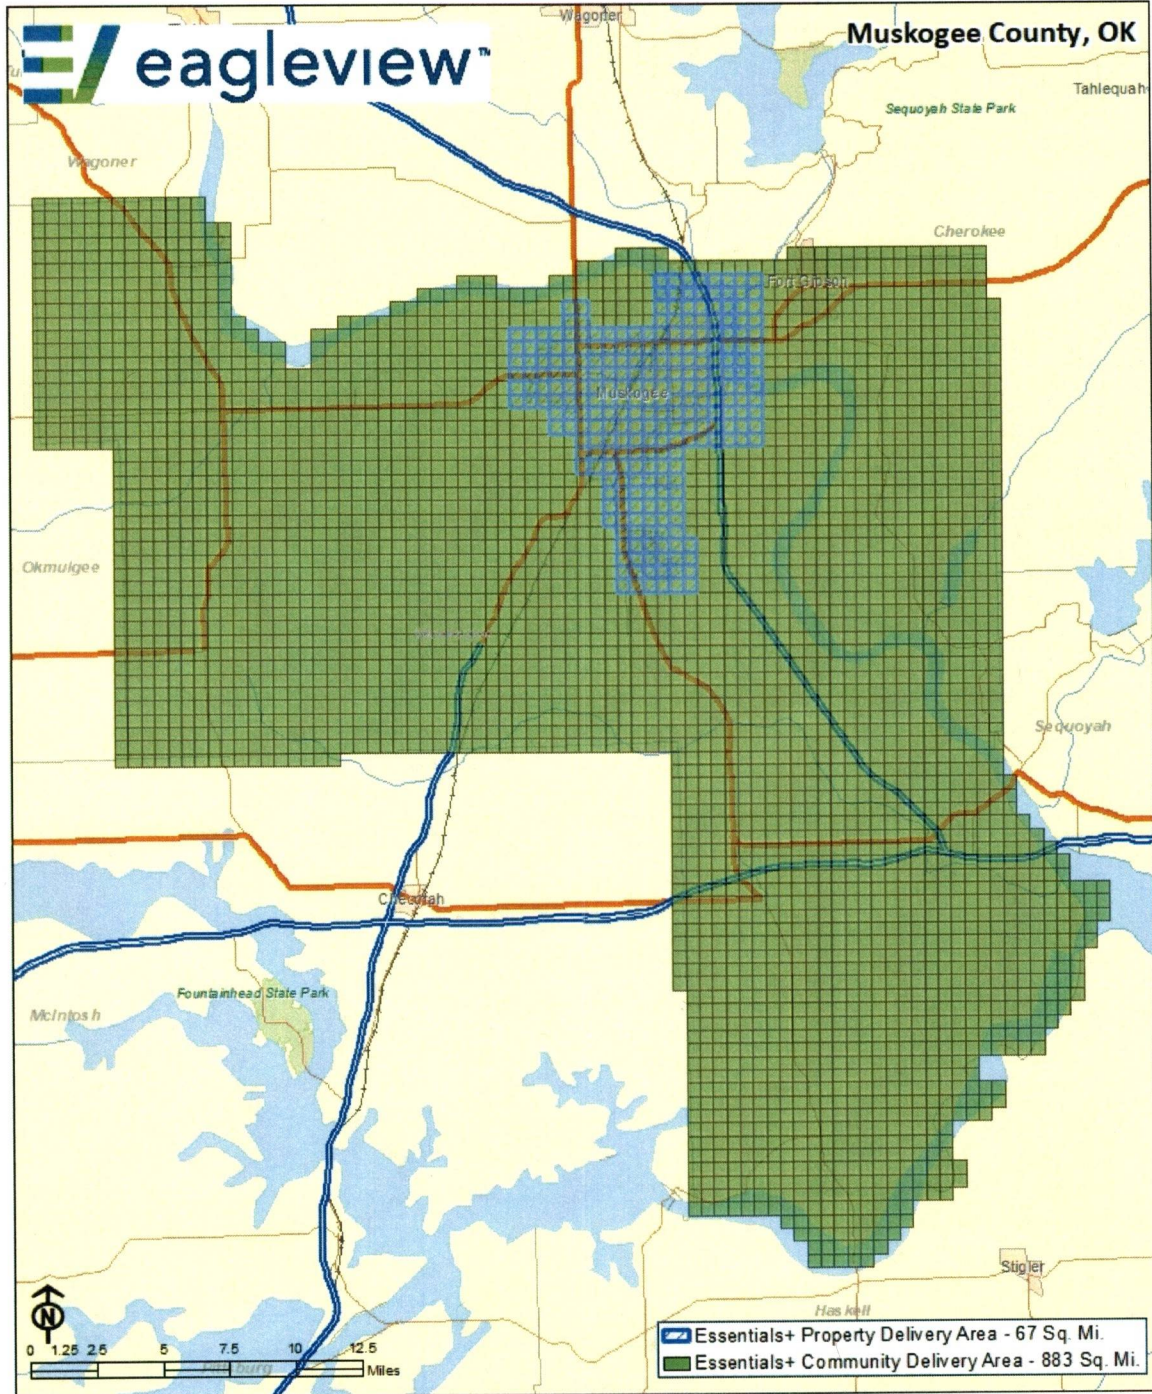 Wagoner
Muskogee County, OK
eagleview™
Tahlequah
Sequoyah State Park
Wagoner
Cherokee
Fort Gibson
Muskogee
Okmulgee
Sequoyah
Checotah
Fountainhead State Park
McIntosh
Stigler
Haskell
N
0 1.25 2.5 5 7.5 10 12.5
Miles
Pittsburg
Essentials+ Property Delivery Area - 67 Sq. Mi.
Essentials+ Community Delivery Area - 883 Sq. Mi.